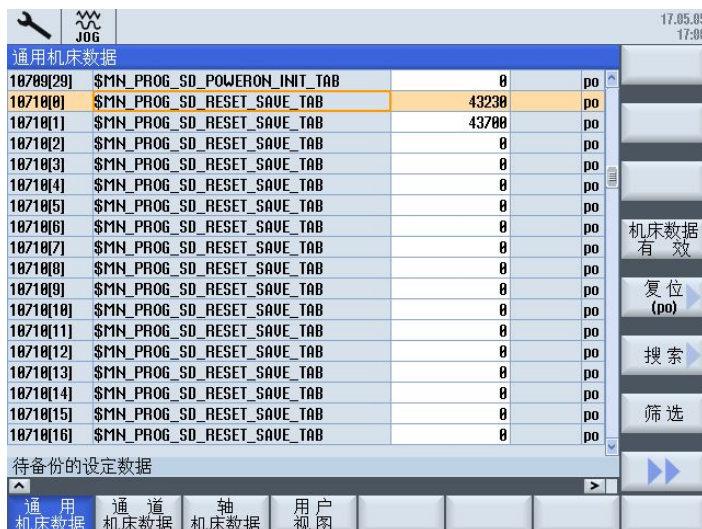 JOG
17.05.05
17:00
通用机床数据
10709[29] $MN_PROG_SD_POWERON_INIT_TAB 0 po
10710[0] $MN_PROG_SD_RESET_SAVE_TAB 43230 po
10710[1] $MN_PROG_SD_RESET_SAVE_TAB 43700 po
10710[2] $MN_PROG_SD_RESET_SAVE_TAB 0 po
10710[3] $MN_PROG_SD_RESET_SAVE_TAB 0 po
10710[4] $MN_PROG_SD_RESET_SAVE_TAB 0 po
10710[5] $MN_PROG_SD_RESET_SAVE_TAB 0 po
10710[6] $MN_PROG_SD_RESET_SAVE_TAB 0 po
10710[7] $MN_PROG_SD_RESET_SAVE_TAB 0 po
10710[8] $MN_PROG_SD_RESET_SAVE_TAB 0 po
10710[9] $MN_PROG_SD_RESET_SAVE_TAB 0 po
10710[10] $MN_PROG_SD_RESET_SAVE_TAB 0 po
10710[11] $MN_PROG_SD_RESET_SAVE_TAB 0 po
10710[12] $MN_PROG_SD_RESET_SAVE_TAB 0 po
10710[13] $MN_PROG_SD_RESET_SAVE_TAB 0 po
10710[14] $MN_PROG_SD_RESET_SAVE_TAB 0 po
10710[15] $MN_PROG_SD_RESET_SAVE_TAB 0 po
10710[16] $MN_PROG_SD_RESET_SAVE_TAB 0 po
待备份的设定数据
机床数据
有 效
复位
(po)
搜索
筛选
通 用
机床数据
通 道
机床数据
轴
机床数据
用户
视图